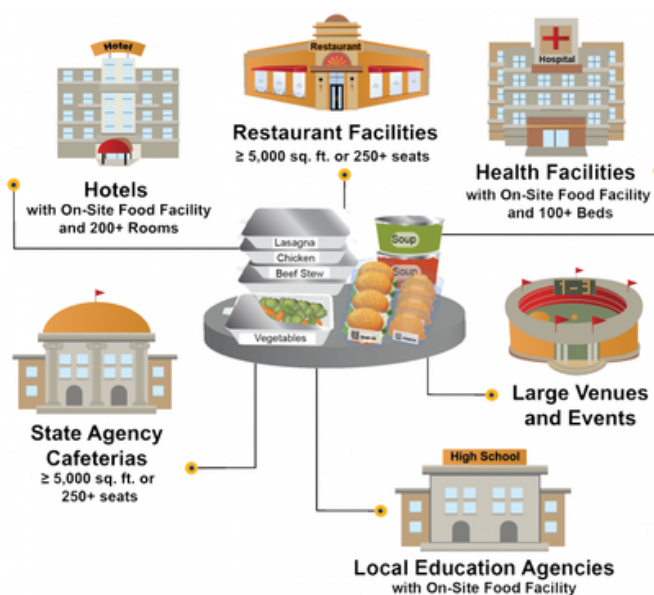 Hotel
Hotels
with On-Site Food Facility
and 200+ Rooms
Restaurant
Restaurant Facilities
≥ 5,000 sq. ft. or 250+ seats
Hospital
Health Facilities
with On-Site Food Facility
and 100+ Beds
Lasagna
Chicken
Beef Stew
Vegetables
Soup
Soup
1-3
Large Venues
and Events
State Agency
Cafeterias
≥ 5,000 sq. ft. or
250+ seats
High School
Local Education Agencies
with On-Site Food Facility